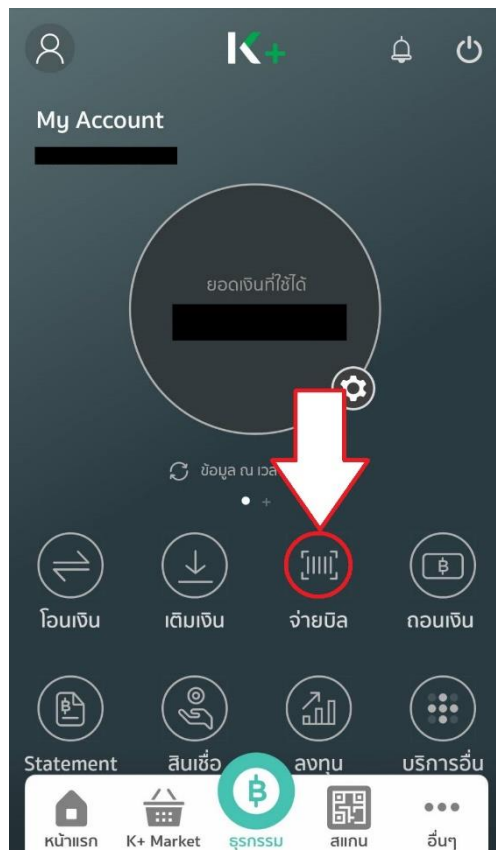 K+
My Account
ยอดเงินที่ใช้ได้
ข้อมูล ณ
โอนเงิน
เติมเงิน
จ่ายบิล
ถอนเงิน
Statement
สินเชื่อ
ลงทุน
บริการอื่น
หน้าแรก
K+ Market
ธุรกรรม
สแกน
อื่นๆ